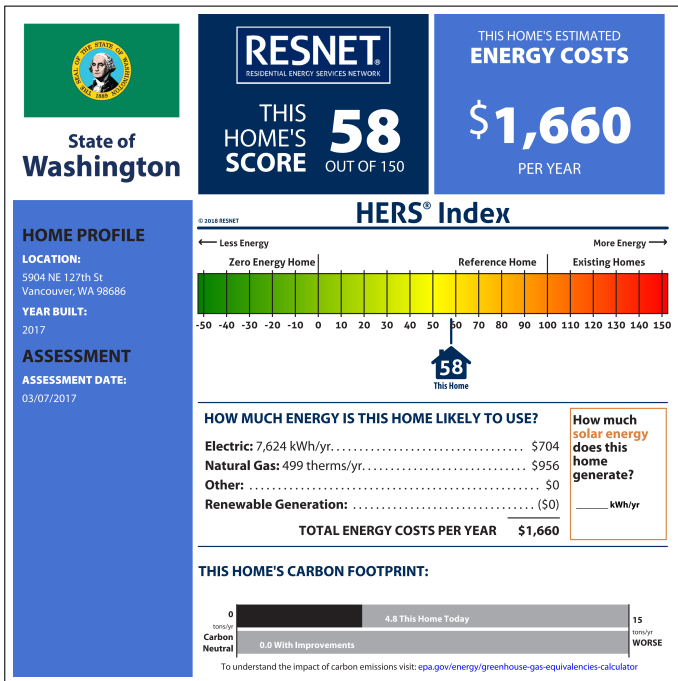 THE SEAL OF THE STATE OF WASHINGTON
1889
State of
Washington
RESNET®
RESIDENTIAL ENERGY SERVICES NETWORK
THIS
HOME'S
SCORE
58
OUT OF 150
THIS HOME'S ESTIMATED
ENERGY COSTS
$1,660
PER YEAR
HOME PROFILE
LOCATION:
5904 NE 127th St
Vancouver, WA 98686
YEAR BUILT:
2017
ASSESSMENT
ASSESSMENT DATE:
03/07/2017
© 2018 RESNET
HERS® Index
Less Energy
More Energy
Zero Energy Home
Reference Home
Existing Homes
-50 -40 -30 -20 -10 0 10 20 30 40 50 60 70 80 90 100 110 120 130 140 150
58
This Home
HOW MUCH ENERGY IS THIS HOME LIKELY TO USE?
Electric: 7,624 kWh/yr. . . . . . . . . . . . . . . . . . . . . . . . . . . . . . $704
Natural Gas: 499 therms/yr. . . . . . . . . . . . . . . . . . . . . . . . . . $956
Other: . . . . . . . . . . . . . . . . . . . . . . . . . . . . . . . . . . . . . . . . . . . $0
Renewable Generation: . . . . . . . . . . . . . . . . . . . . . . . . . . . . ($0)
TOTAL ENERGY COSTS PER YEAR $1,660
How much
solar energy
does this
home
generate?
______ kWh/yr
THIS HOME'S CARBON FOOTPRINT:
0
tons/yr
Carbon
Neutral
4.8 This Home Today
0.0 With Improvements
15
tons/yr
WORSE
To understand the impact of carbon emissions visit: epa.gov/energy/greenhouse-gas-equivalencies-calculator